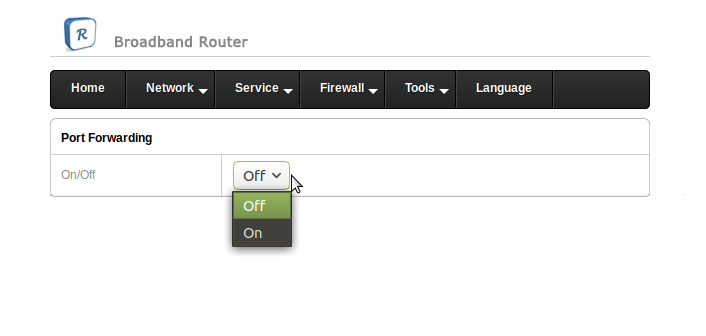 R
Broadband Router
Home Network Service Firewall Tools Language
Port Forwarding
On/Off Off
Off
On